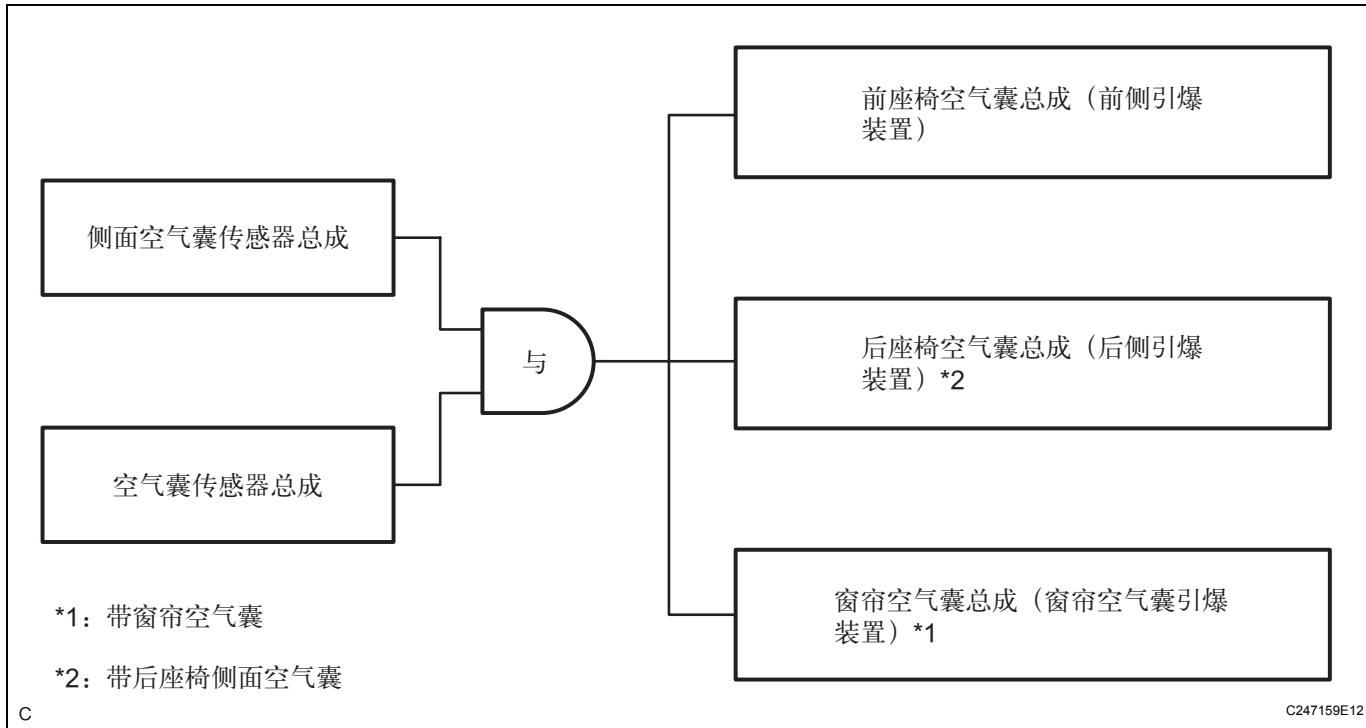 前座椅空气囊总成（前侧引爆
装置）
侧面空气囊传感器总成
与
后座椅空气囊总成（后侧引爆
装置）*2
空气囊传感器总成
窗帘空气囊总成（窗帘空气囊引爆
装置）*1
*1：带窗帘空气囊
*2：带后座椅侧面空气囊
C
C247159E12